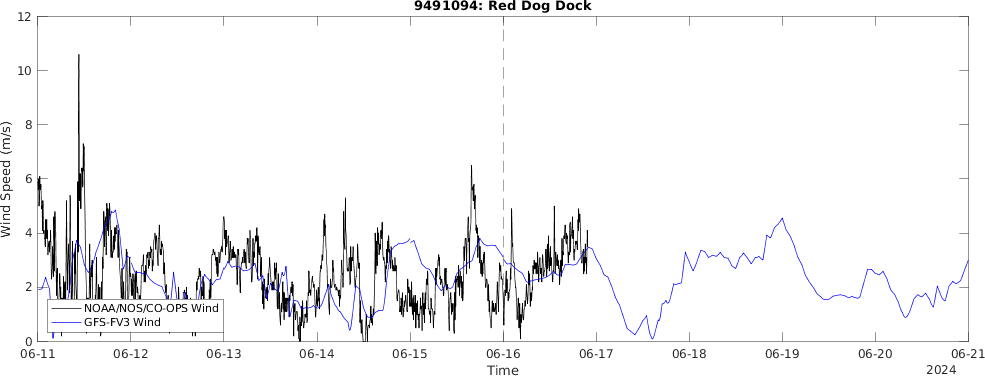 9491094: Red Dog Dock
12
10
8
6
4
2
0
Wind Speed (m/s)
NOAA/NOS/CO-OPS Wind
GFS-FV3 Wind
06-11 06-12 06-13 06-14 06-15 06-16 06-17 06-18 06-19 06-20 06-21
Time
2024